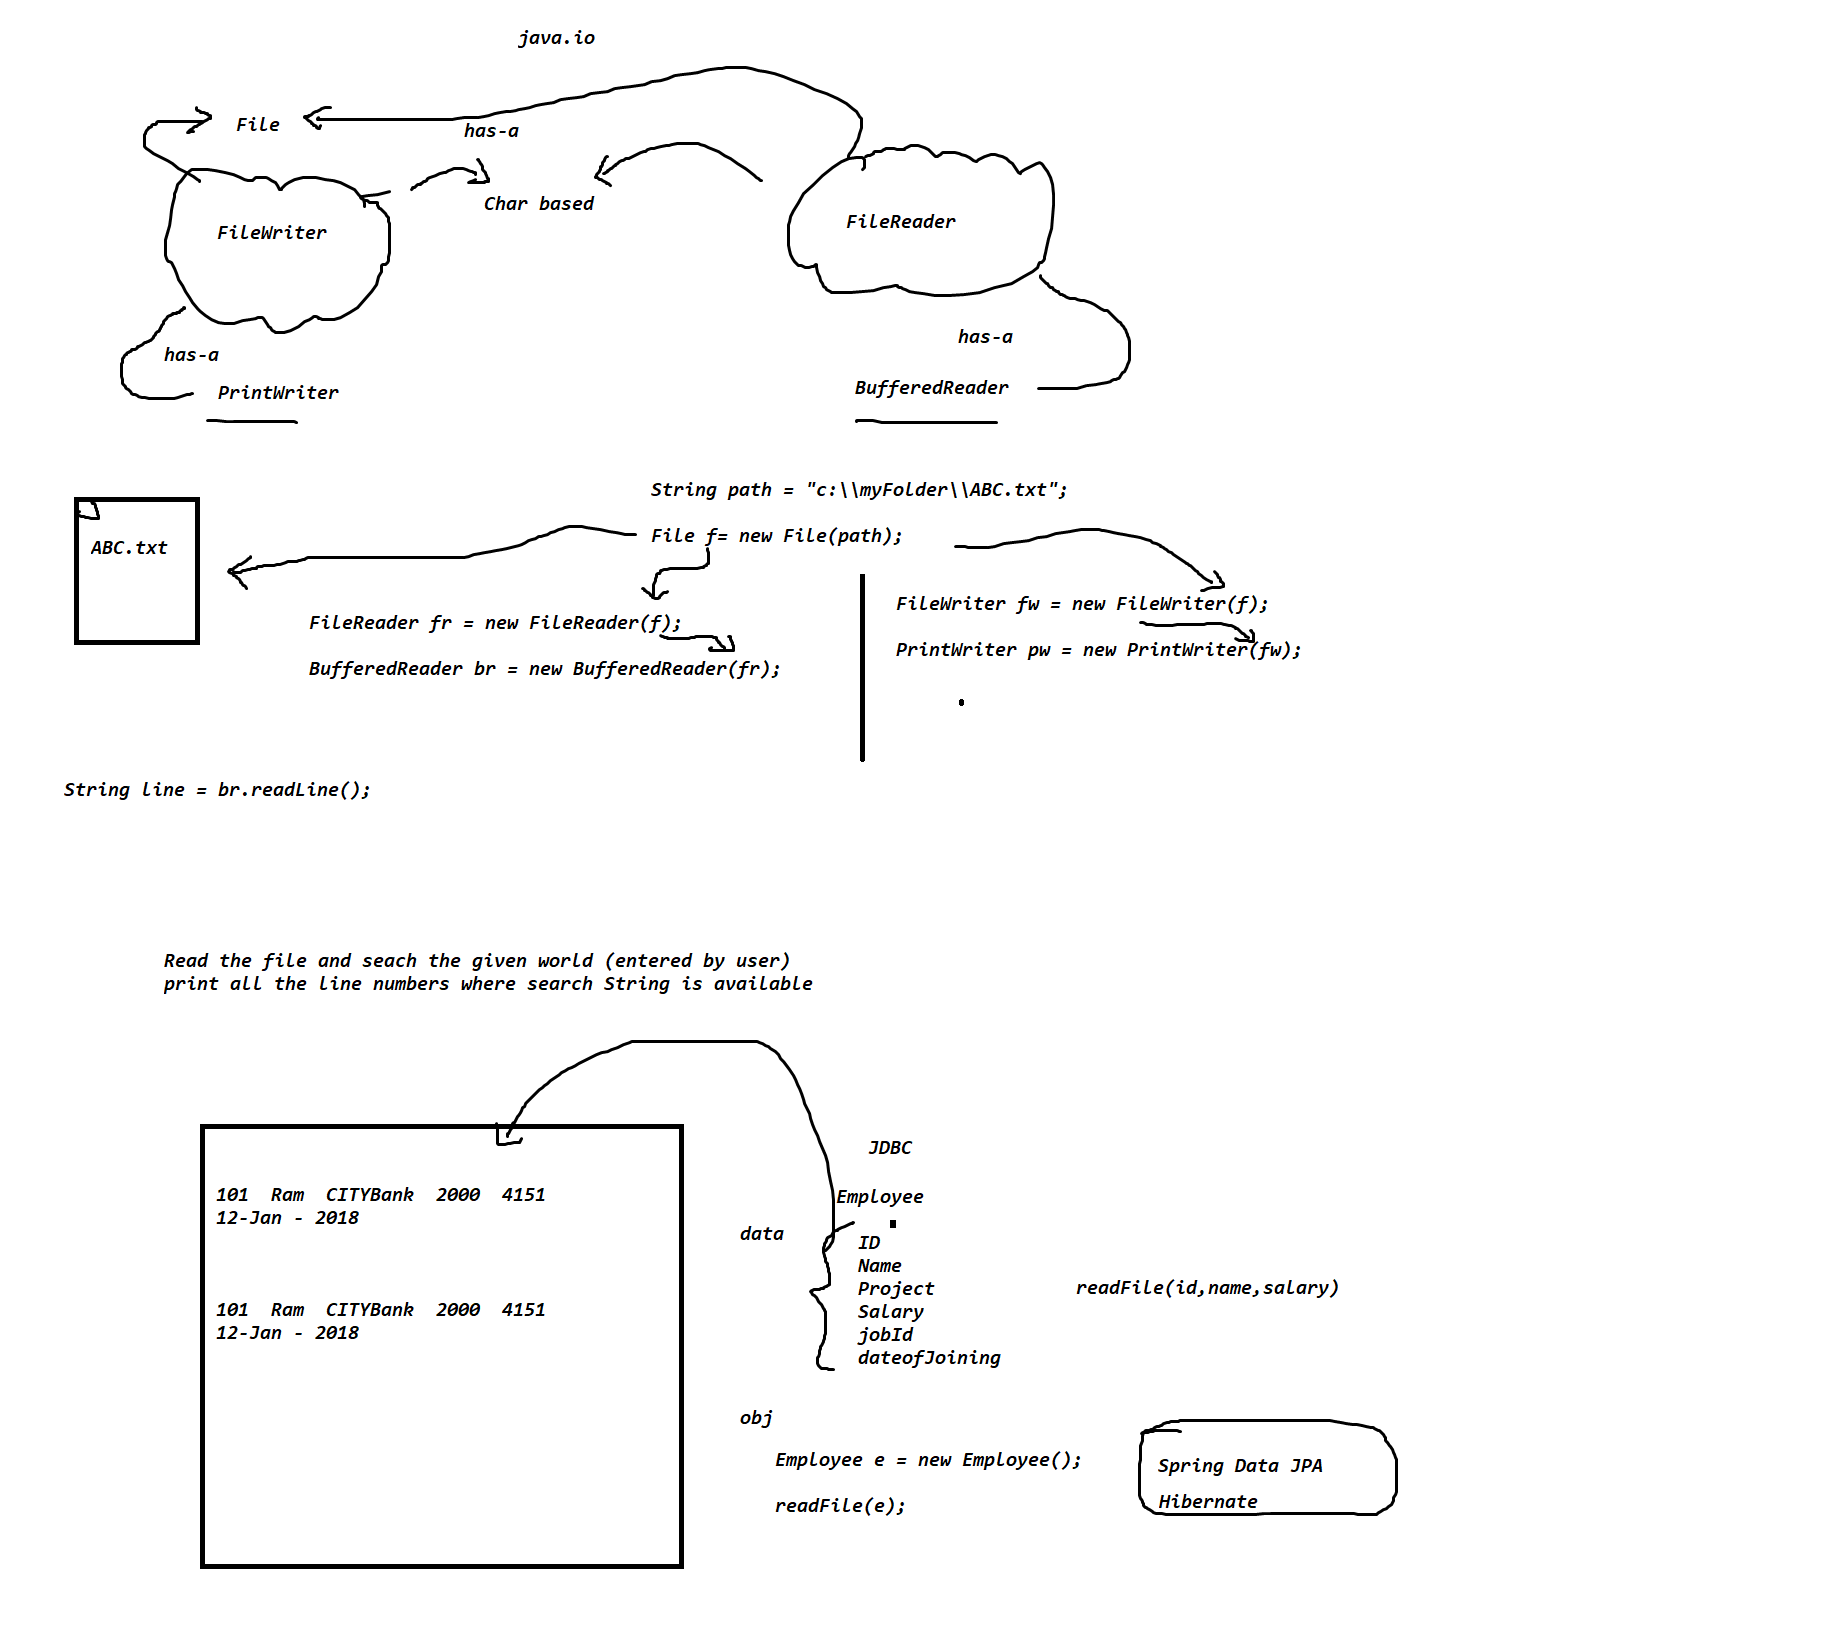 java.io
File
has-a
Char based
FileWriter
FileReader
has-a
has-a
PrintWriter
BufferedReader
String path = "c:\\myFolder\\ABC.txt";
File f= new File(path);
ABC.txt
FileReader fr = new FileReader(f);
BufferedReader br = new BufferedReader(fr);
FileWriter fw = new FileWriter(f);
PrintWriter pw = new PrintWriter(fw);
String line = br.readLine();
Read the file and seach the given world (entered by user)
print all the line numbers where search String is available
101  Ram  CITYBank  2000  4151
12-Jan - 2018
101  Ram  CITYBank  2000  4151
12-Jan - 2018
JDBC
Employee
data
ID
Name
Project
Salary
jobId
dateofJoining
readFile(id,name,salary)
obj
Employee e = new Employee();
readFile(e);
Spring Data JPA
Hibernate